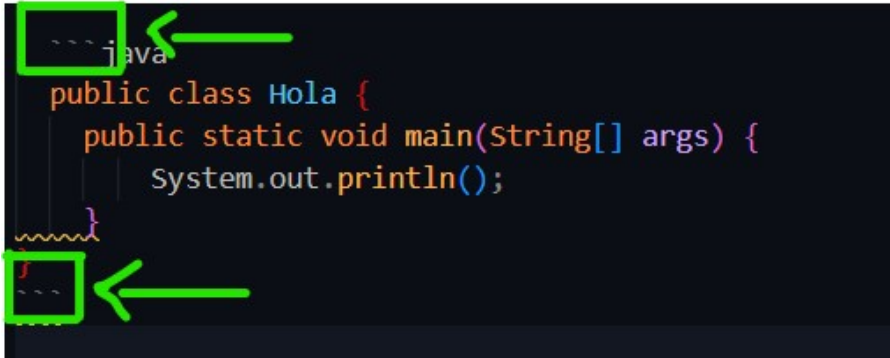 ```java
public class Hola {
public static void main(String[] args) {
System.out.println();
}
}
```